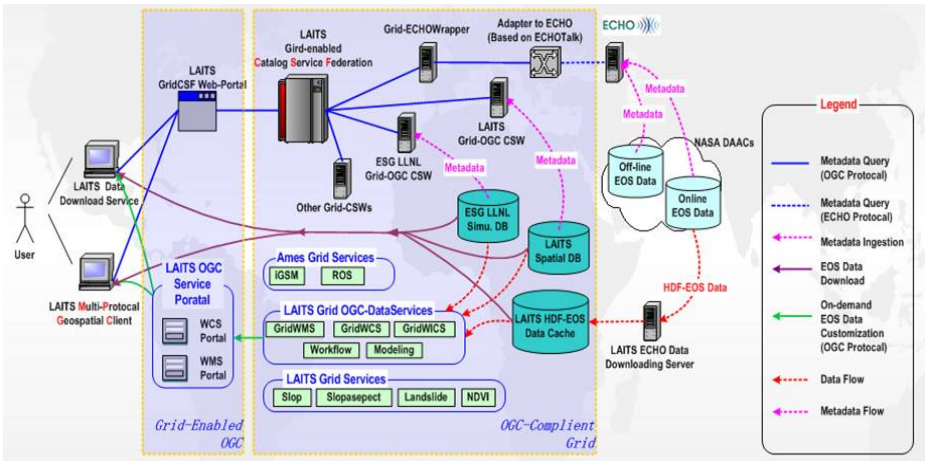 LAITS
GridCSF Web-Portal
LAITS
Gird-enabled
Catalog Service Federation
Grid-ECHOWrapper
Adapter to ECHO
(Based on ECHOTalk)
ECHO
Metadata
Metadata
NASA DAACs
Off-line
EOS Data
Online
EOS Data
LAITS
Grid-OGC CSW
ESG LLNL
Grid-OGC CSW
Metadata
Metadata
Other Grid-CSWs
LAITS Data
Download Service
User
LAITS Multi-Protocal
Geospatial Client
ESG LLNL
Simu. DB
LAITS
Spatial DB
LAITS HDF-EOS
Data Cache
HDF-EOS Data
LAITS ECHO Data
Downloading Server
LAITS OGC
Service
Poratal
WCS
Portal
WMS
Portal
Ames Grid Services
iGSM
ROS
LAITS Grid OGC-DataServices
GridWMS
GridWCS
GridWICS
Workflow
Modeling
LAITS Grid Services
Slop
Slopasepect
Landslide
NDVI
Grid-Enabled
OGC
OGC-Complient
Grid
Legend
Metadata Query
(OGC Protocal)
Metadata Query
(ECHO Protocal)
Metadata Ingestion
EOS Data
Download
On-demand
EOS Data
Customization
(OGC Protocal)
Data Flow
Metadata Flow